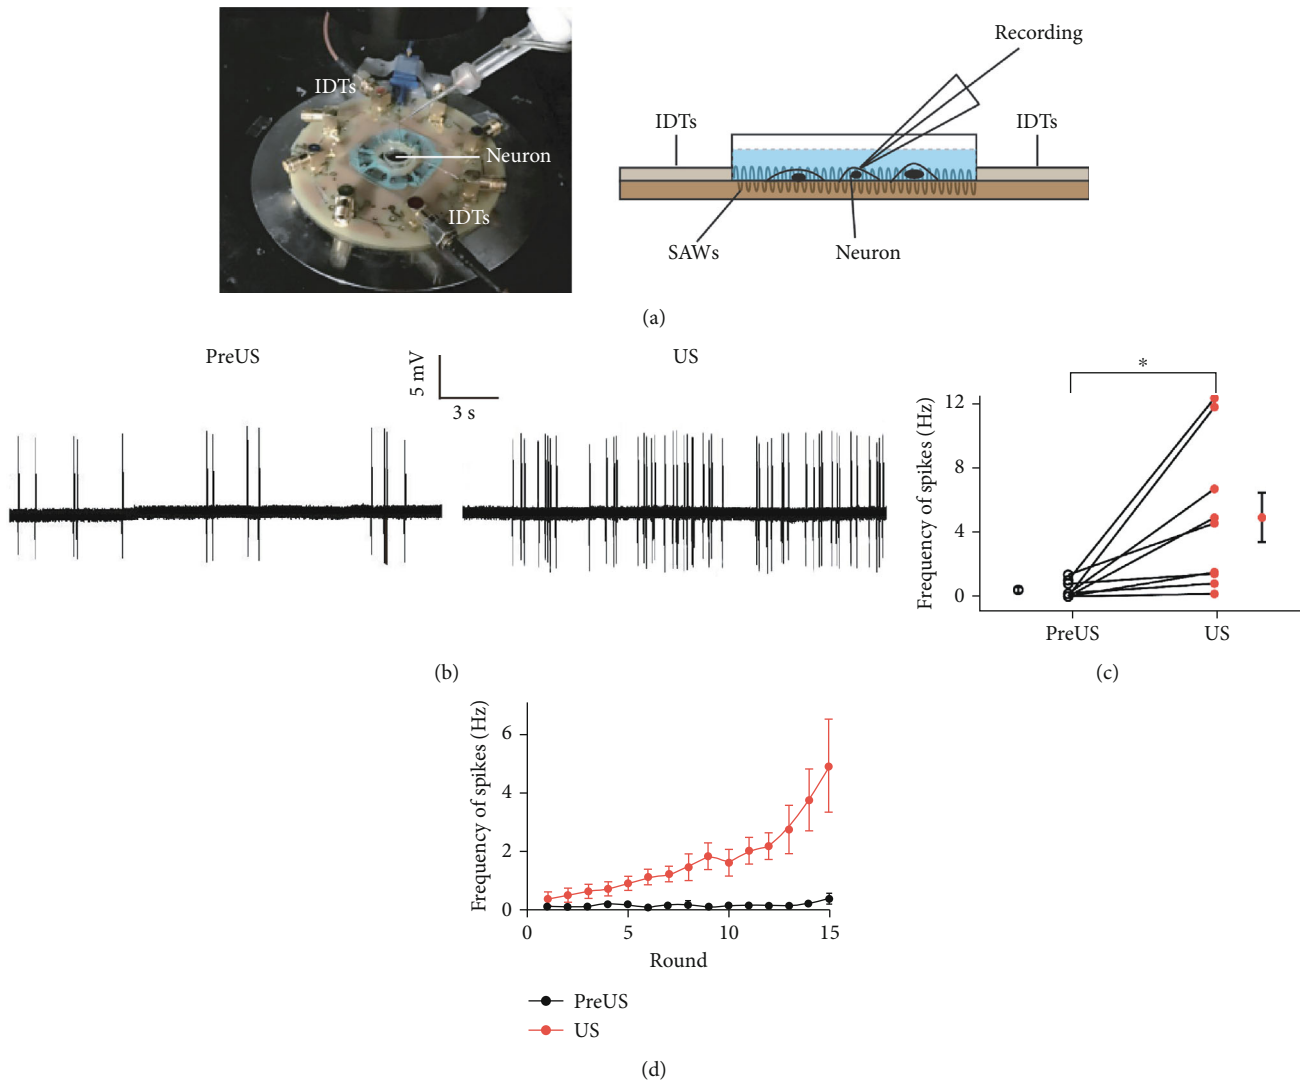 IDTs
Neuron
IDTs
Recording
IDTs
IDTs
SAWs
Neuron
(a)
PreUS
5 mV
3 s
US
(b)
Frequency of spikes (Hz)
12
8
4
0
*
PreUS
US
(c)
Frequency of spikes (Hz)
6
4
2
0
0
5
10
15
Round
PreUS
US
(d)